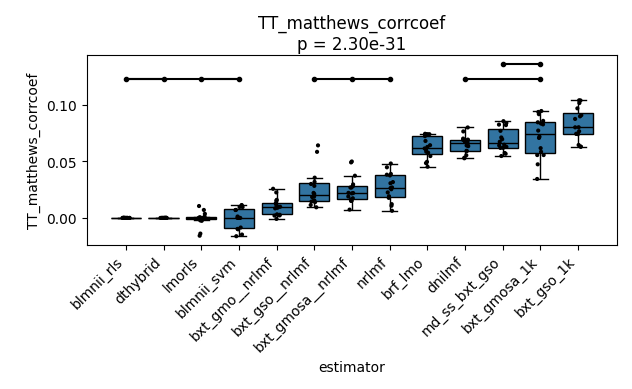 TT_matthews_corrcoef
p = 2.30e-31
TT_matthews_corrcoef
0.10
0.05
0.00
blmnii_rls
dthybrid
lmorls
blmnii_svm
bxt_gmo__nrlmf
bxt_gso__nrlmf
bxt_gmosa__nrlmf
nrlmf
brf_lmo
dnilmf
md_ss_bxt_gso
bxt_gmosa_1k
bxt_gso_1k
estimator